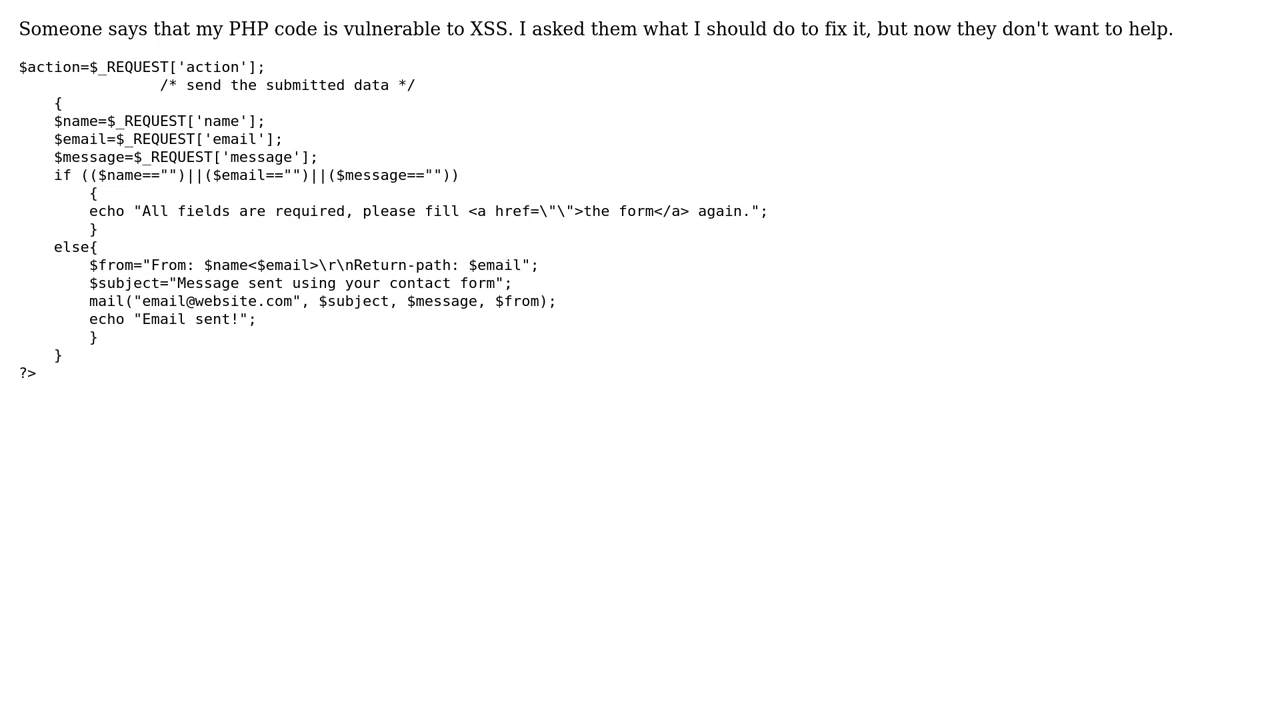 Someone says that my PHP code is vulnerable to XSS. I asked them what I should do to fix it, but now they don't want to help.
$action=$_REQUEST['action'];
                /* send the submitted data */
    {
    $name=$_REQUEST['name'];
    $email=$_REQUEST['email'];
    $message=$_REQUEST['message'];
    if (($name=="")||($email=="")||($message==""))
        {
        echo "All fields are required, please fill <a href=\"\">the form</a> again.";
        }
    else{
        $from="From: $name<$email>\r\nReturn-path: $email";
        $subject="Message sent using your contact form";
        mail("email@website.com", $subject, $message, $from);
        echo "Email sent!";
        }
    }
?>